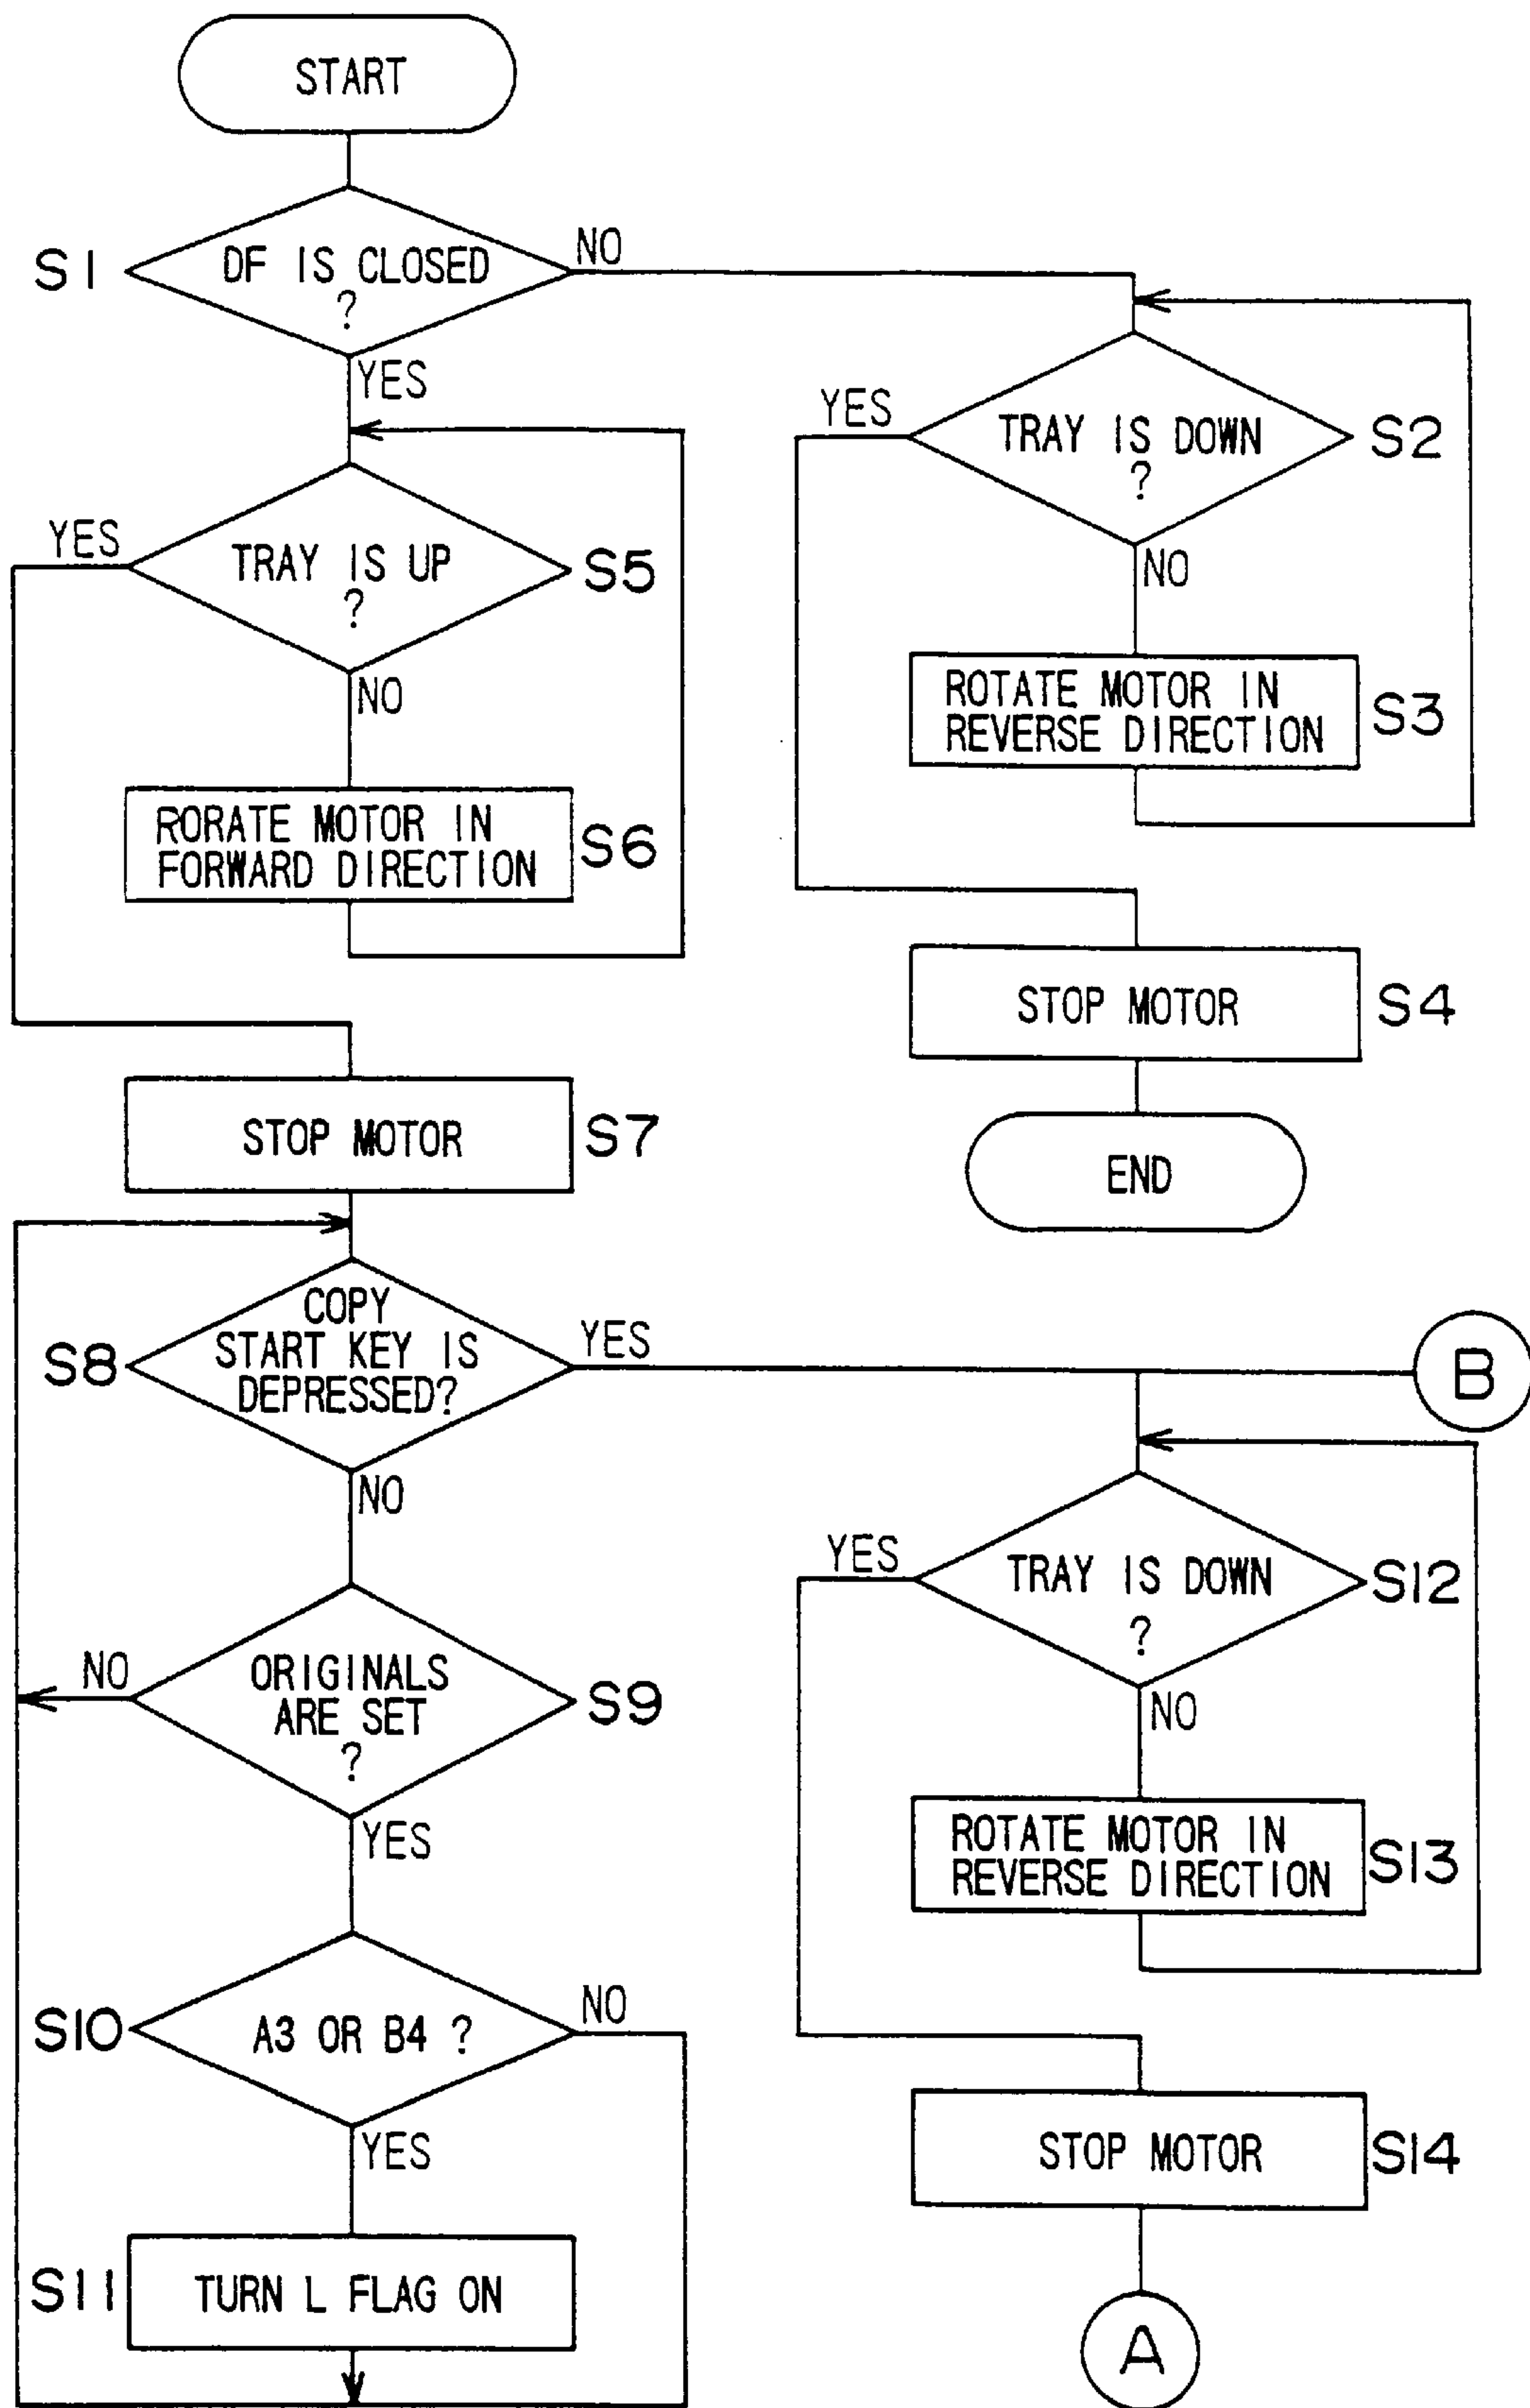 START
S1
DF IS CLOSED
?
NO
YES
YES
TRAY IS UP
?
S5
NO
RORATE MOTOR IN
FORWARD DIRECTION
S6
STOP MOTOR
S7
YES
TRAY IS DOWN
?
S2
NO
ROTATE MOTOR IN
REVERSE DIRECTION
S3
STOP MOTOR
S4
END
S8
COPY
START KEY IS
DEPRESSED?
YES
B
NO
NO
ORIGINALS
ARE SET
?
S9
YES
S10
A3 OR B4 ?
NO
YES
S11
TURN L FLAG ON
YES
TRAY IS DOWN
?
S12
NO
ROTATE MOTOR IN
REVERSE DIRECTION
S13
STOP MOTOR
S14
A